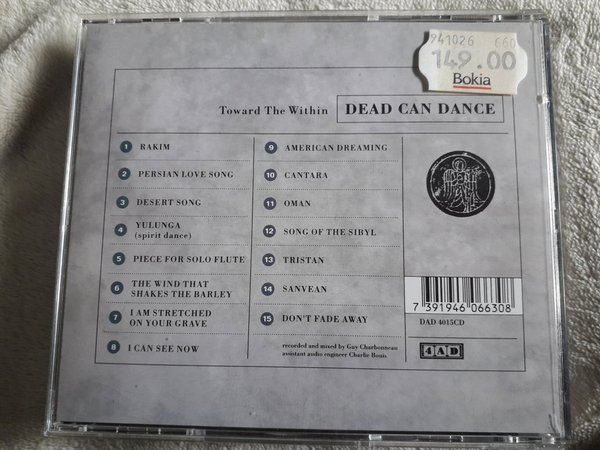 941026 660
149.00
Bokia
Toward The Within
DEAD CAN DANCE
1 RAKIM
2 PERSIAN LOVE SONG
3 DESERT SONG
4 YULUNGA
(spirit dance)
5 PIECE FOR SOLO FLUTE
6 THE WIND THAT
SHAKES THE BARLEY
7 I AM STRETCHED
ON YOUR GRAVE
8 I CAN SEE NOW
9 AMERICAN DREAMING
10 CANTARA
11 OMAN
12 SONG OF THE SIBYL
13 TRISTAN
14 SANVEAN
15 DON'T FADE AWAY
recorded and mixed by Guy Charbonneau
assistant audio engineer Charlie Bouis
7 391946 066308
DAD 4015CD
4AD